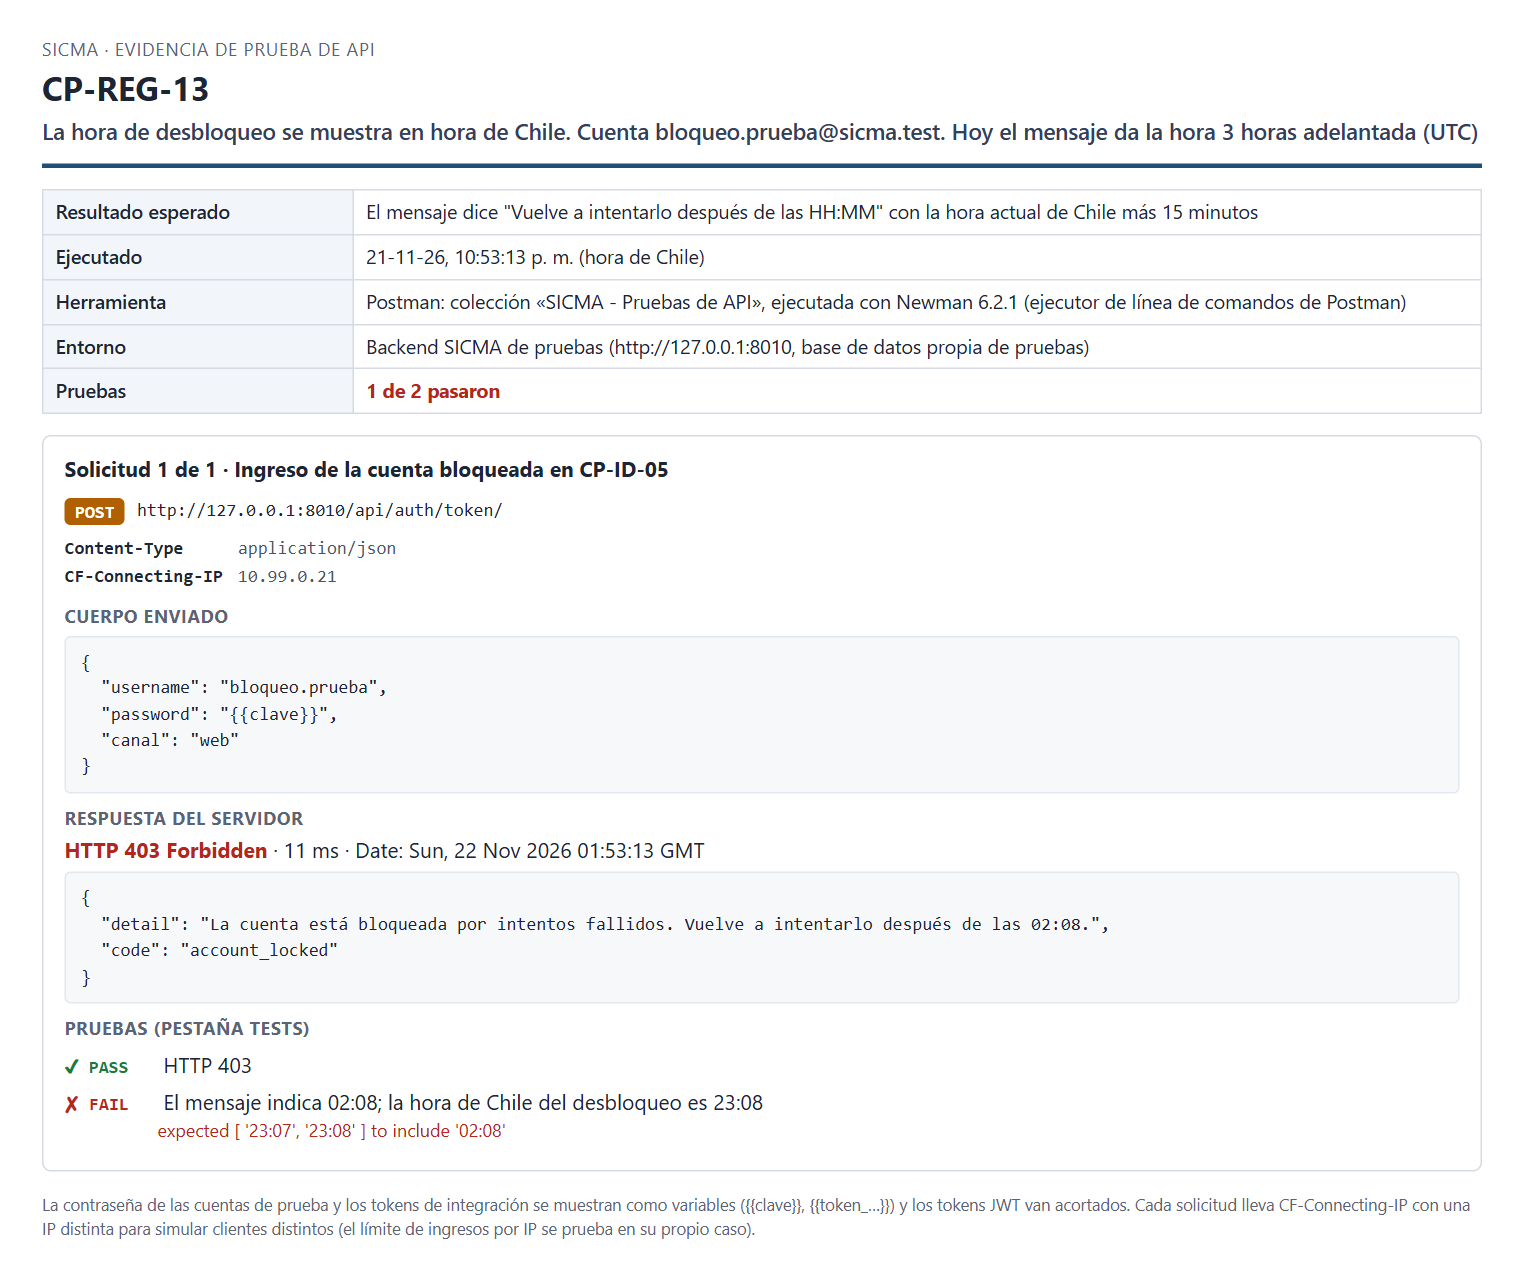 SICMA · EVIDENCIA DE PRUEBA DE API
CP-REG-13
La hora de desbloqueo se muestra en hora de Chile. Cuenta bloqueo.prueba@sicma.test. Hoy el mensaje da la hora 3 horas adelantada (UTC)
Resultado esperado El mensaje dice "Vuelve a intentarlo después de las HH:MM" con la hora actual de Chile más 15 minutos
Ejecutado 21-11-26, 10:53:13 p. m. (hora de Chile)
Herramienta Postman: colección «SICMA - Pruebas de API», ejecutada con Newman 6.2.1 (ejecutor de línea de comandos de Postman)
Entorno Backend SICMA de pruebas (http://127.0.0.1:8010, base de datos propia de pruebas)
Pruebas 1 de 2 pasaron
Solicitud 1 de 1 · Ingreso de la cuenta bloqueada en CP-ID-05
POST http://127.0.0.1:8010/api/auth/token/
Content-Type application/json
CF-Connecting-IP 10.99.0.21
CUERPO ENVIADO
{
"username": "bloqueo.prueba",
"password": "{{clave}}",
"canal": "web"
}
RESPUESTA DEL SERVIDOR
HTTP 403 Forbidden · 11 ms · Date: Sun, 22 Nov 2026 01:53:13 GMT
{
"detail": "La cuenta está bloqueada por intentos fallidos. Vuelve a intentarlo después de las 02:08.",
"code": "account_locked"
}
PRUEBAS (PESTAÑA TESTS)
✔ PASS HTTP 403
✘ FAIL El mensaje indica 02:08; la hora de Chile del desbloqueo es 23:08
expected [ '23:07', '23:08' ] to include '02:08'
La contraseña de las cuentas de prueba y los tokens de integración se muestran como variables ({{clave}}, {{token_…}}) y los tokens JWT van acortados. Cada solicitud lleva CF-Connecting-IP con una
IP distinta para simular clientes distintos (el límite de ingresos por IP se prueba en su propio caso).